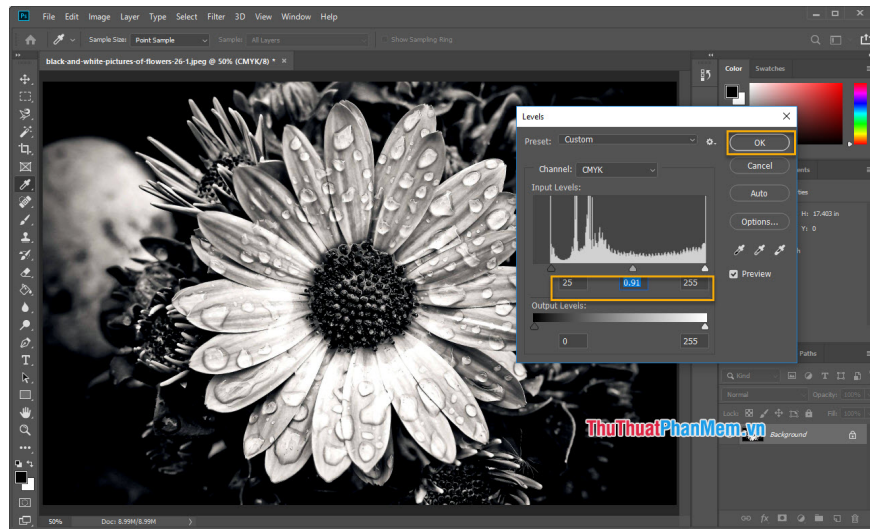 Ps File Edit Image Layer Type Select Filter 3D View Window Help
Sample Size: Point Sample Sample: All Layers Show Sampling Ring
black-and-white-pictures-of-flowers-26-1.jpeg @ 50% (CMYK/8) * ×
Color Swatches
Levels
Preset: Custom
OK
Channel: CMYK
Cancel
Input Levels:
Auto
H: 17.403 in
Y: 0
Options...
Preview
25 0.91 255
Output Levels:
0 255
Paths
Kind
Normal Opacity: 100%
Lock: Fill: 100%
ThuThuatPhanMem.vn
Background
fx
50% Doc: 8.99M/8.99M